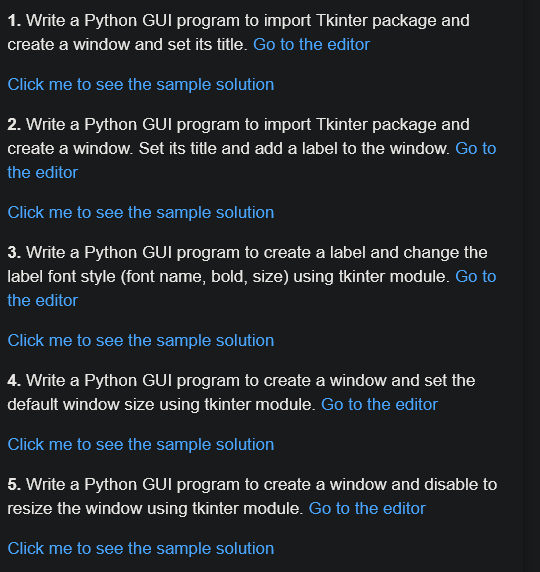 1. Write a Python GUI program to import Tkinter package and
create a window and set its title. Go to the editor
Click me to see the sample solution
2. Write a Python GUI program to import Tkinter package and
create a window. Set its title and add a label to the window. Go to
the editor
Click me to see the sample solution
3. Write a Python GUI program to create a label and change the
label font style (font name, bold, size) using tkinter module. Go to
the editor
Click me to see the sample solution
4. Write a Python GUI program to create a window and set the
default window size using tkinter module. Go to the editor
Click me to see the sample solution
5. Write a Python GUI program to create a window and disable to
resize the window using tkinter module. Go to the editor
Click me to see the sample solution